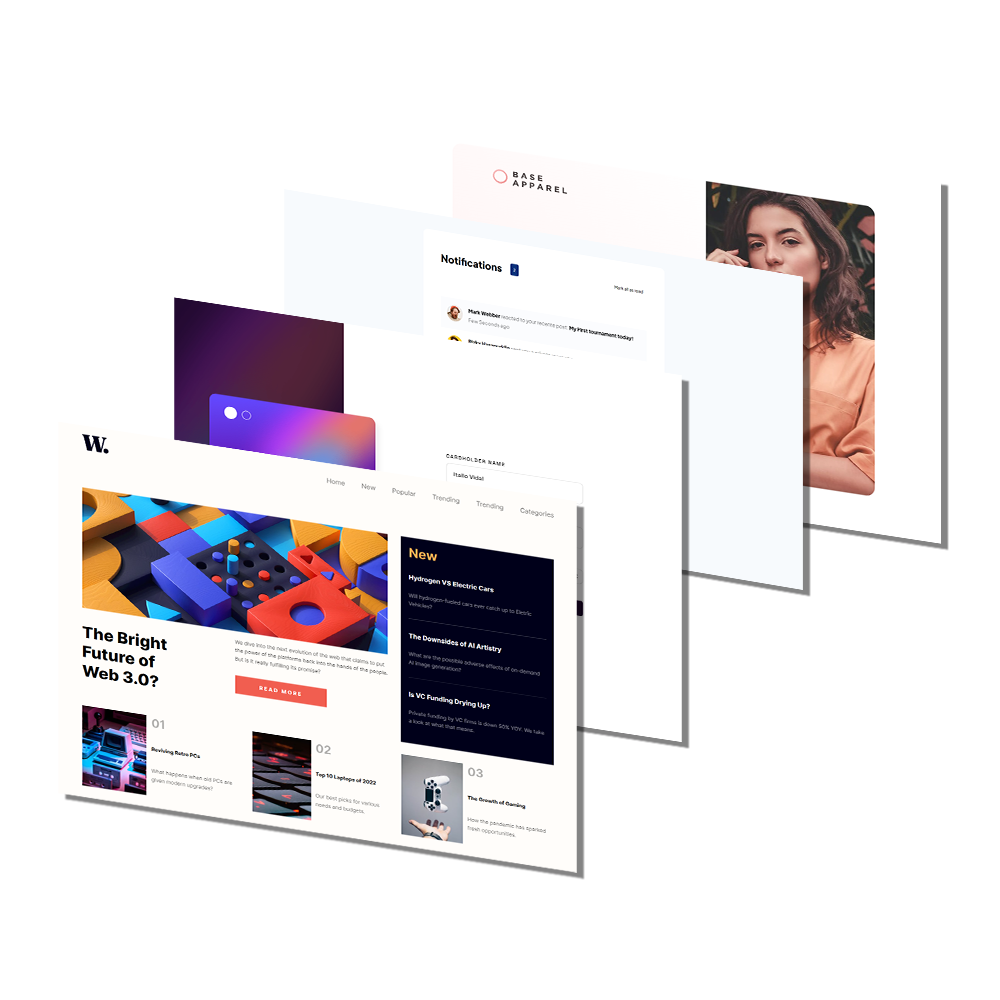 BASE
APPAREL
Notifications 2
Mark all as read
Mark Webber reacted to your recents post. My First tournament today!
Few Seconds ago
CARDHOLDER NAME
Itallo Vidal
W.
Home New Popular Trending Trending Categories
New
Hydrogen VS Electric Cars
Will hydrogen-fueled cars ever catch up to Elwtric
Vehicles?
The Downsides of AI Artistry
What are the possible adverse effects of on-demand
AI image generation?
Is VC Funding Drying Up?
Private funding by VC firms is down 50% YOY. We take
a look at what that means.
The Bright
Future of
Web 3.0?
We dive into the next evolution of the web that claims to put
the power of the platforms back into the hands of the people.
But is it really fulfilling its promise?
READ MORE
01
Reviving Retro PCs
What happens when old PCs are
given modern upgrades?
02
Top 10 Laptops of 2022
Our best picks for various
needs and budgets.
03
The Growth of Gaming
How the pandemic has sparked
fresh opportunities.